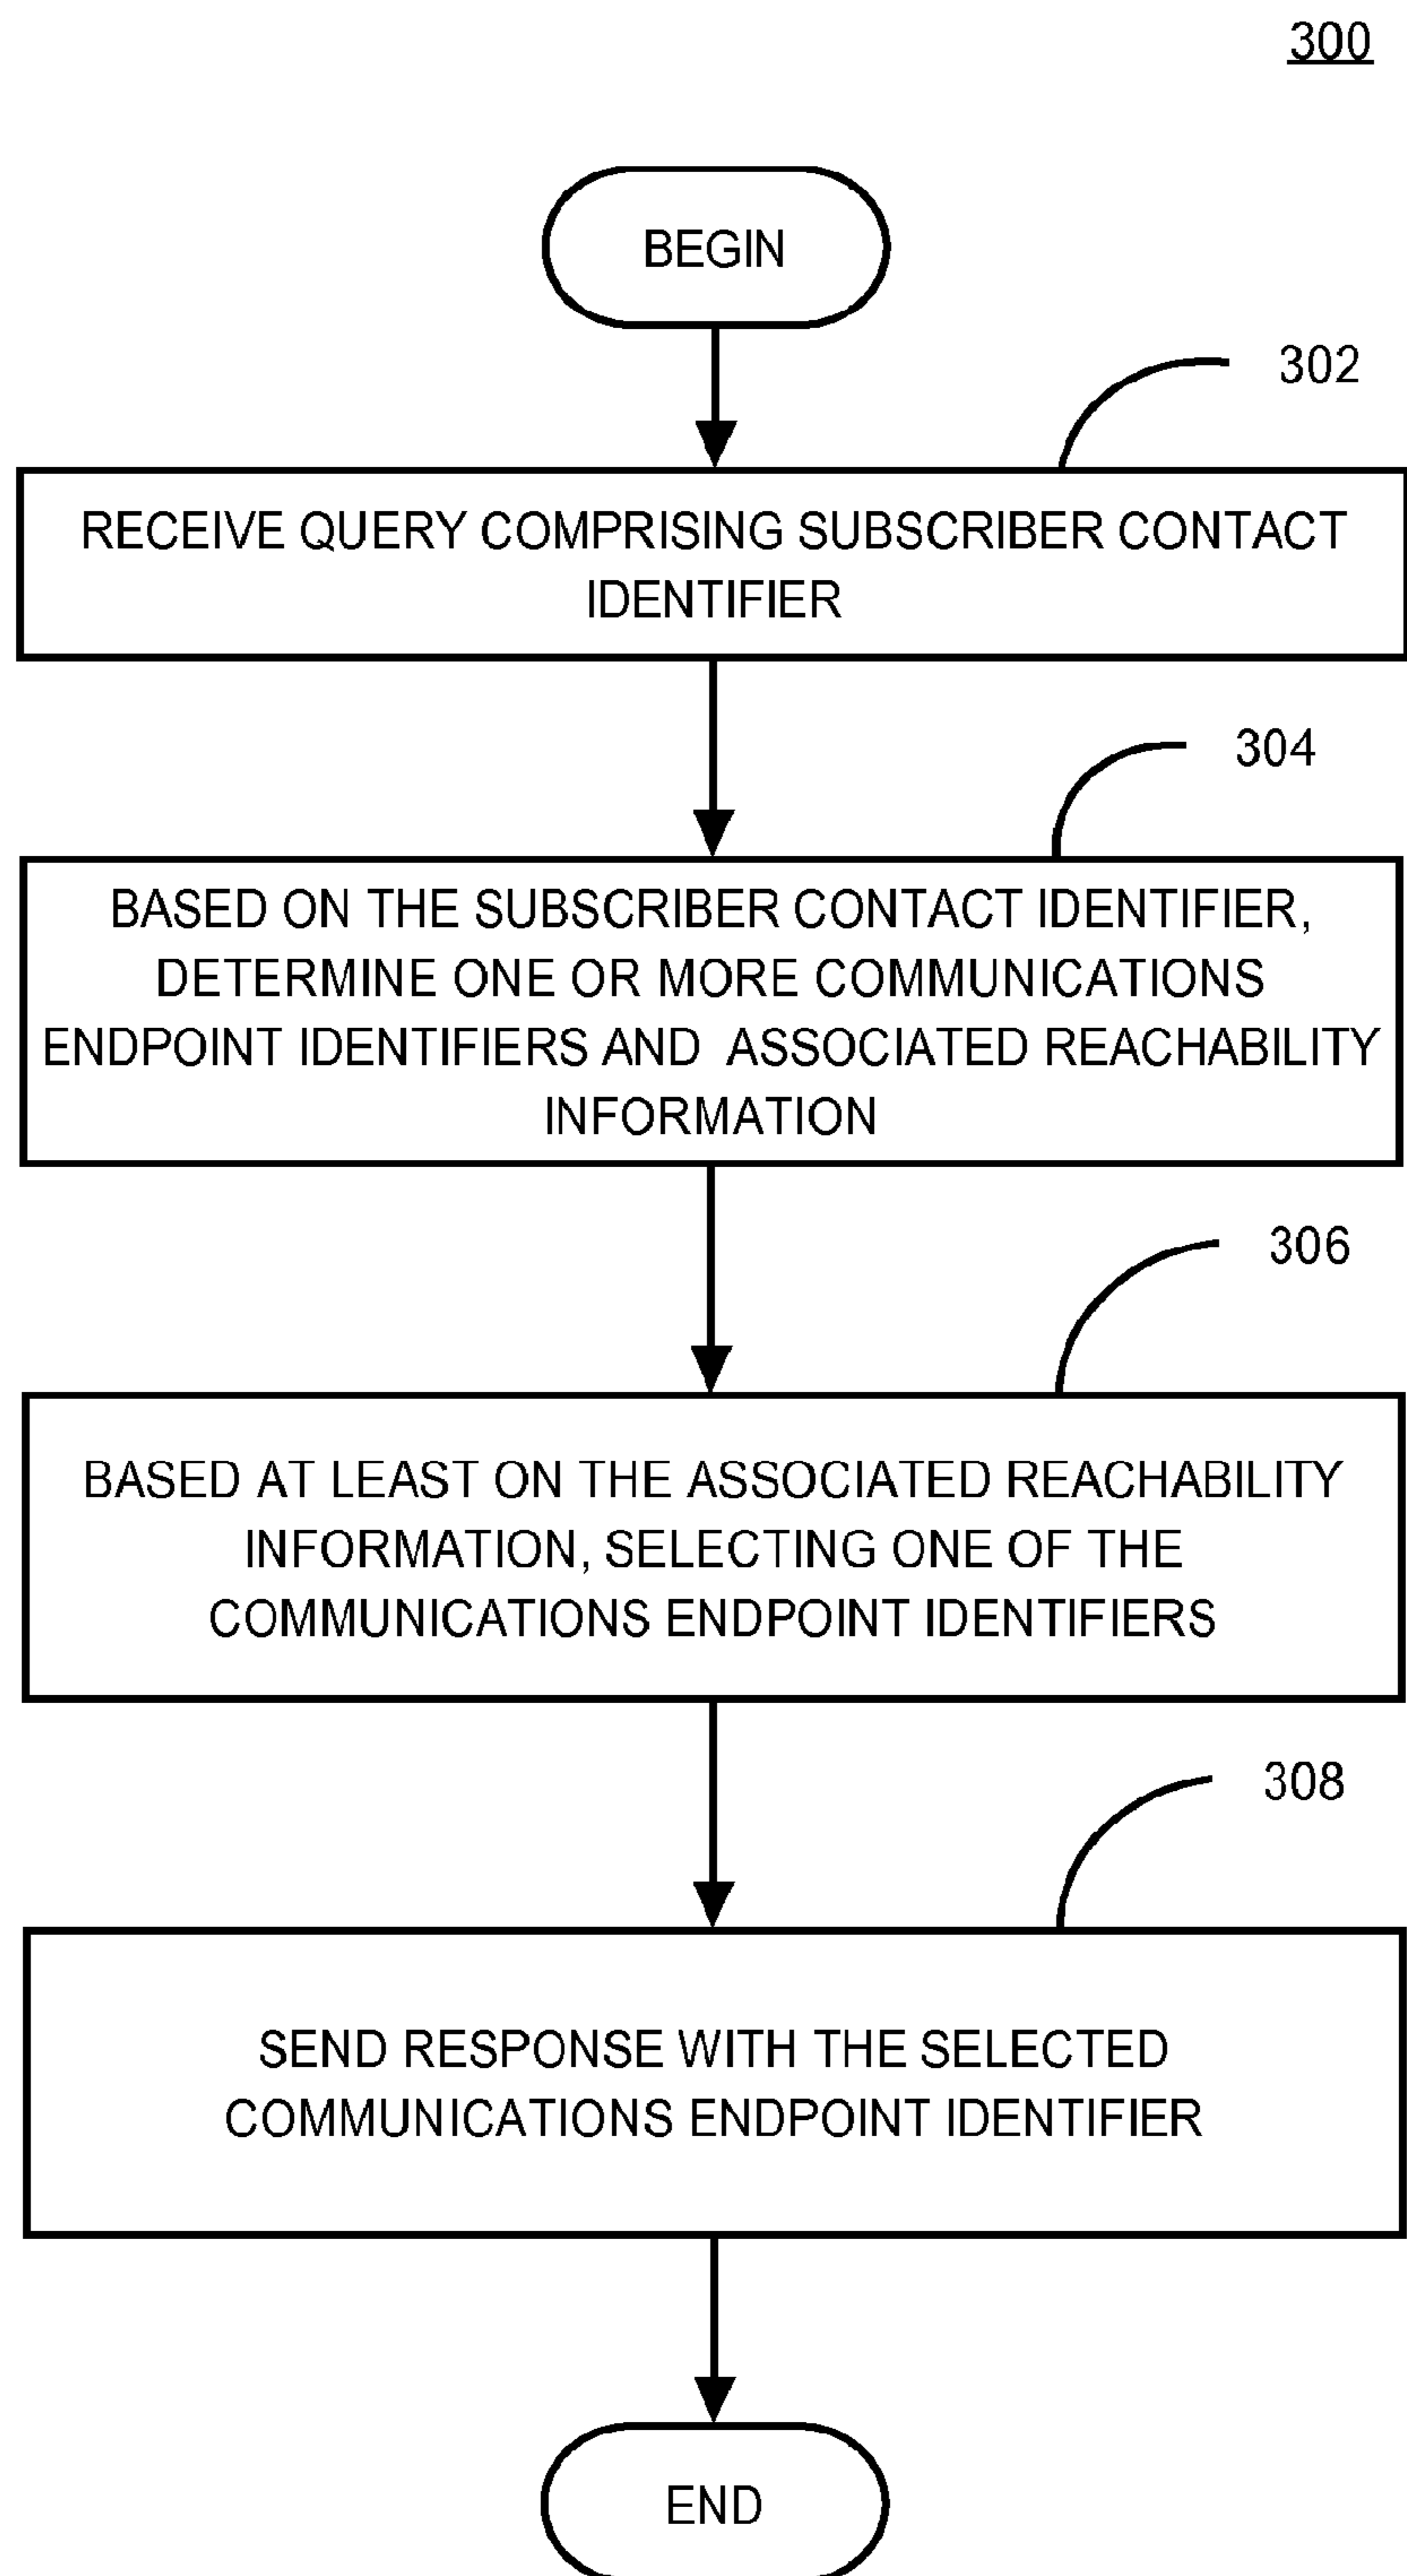 300
BEGIN
302
RECEIVE QUERY COMPRISING SUBSCRIBER CONTACT
IDENTIFIER
304
BASED ON THE SUBSCRIBER CONTACT IDENTIFIER,
DETERMINE ONE OR MORE COMMUNICATIONS
ENDPOINT IDENTIFIERS AND ASSOCIATED REACHABILITY
INFORMATION
306
BASED AT LEAST ON THE ASSOCIATED REACHABILITY
INFORMATION, SELECTING ONE OF THE
COMMUNICATIONS ENDPOINT IDENTIFIERS
308
SEND RESPONSE WITH THE SELECTED
COMMUNICATIONS ENDPOINT IDENTIFIER
END